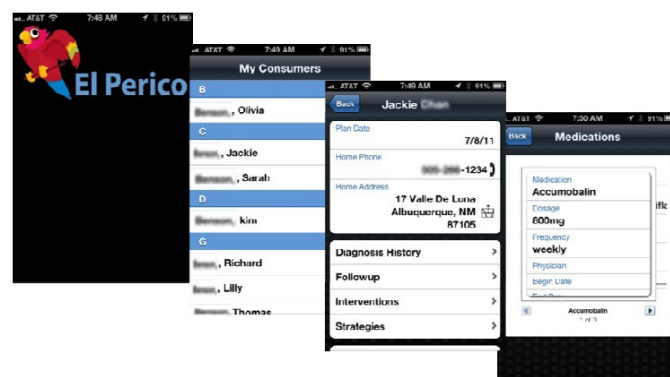 AT&T 7:48 AM 91%
El Perico
AT&T 7:49 AM 91%
My Consumers
B
, Olivia
C
, Jackie
, Sarah
D
, kim
G
, Richard
, Lilly
, Thomas
AT&T 7:49 AM 91%
Back Jackie
Plan Date
7/8/11
Home Phone
-1234
Home Address
17 Valle De Luna
Albuquerque, NM
87105
Diagnosis History
Followup
Interventions
Strategies
AT&T 7:50 AM 91%
Back Medications
Medication
Accumobalin
Dosage
800mg
Frequency
weekly
Physician
Begin Date
Accumobalin
1 of 3